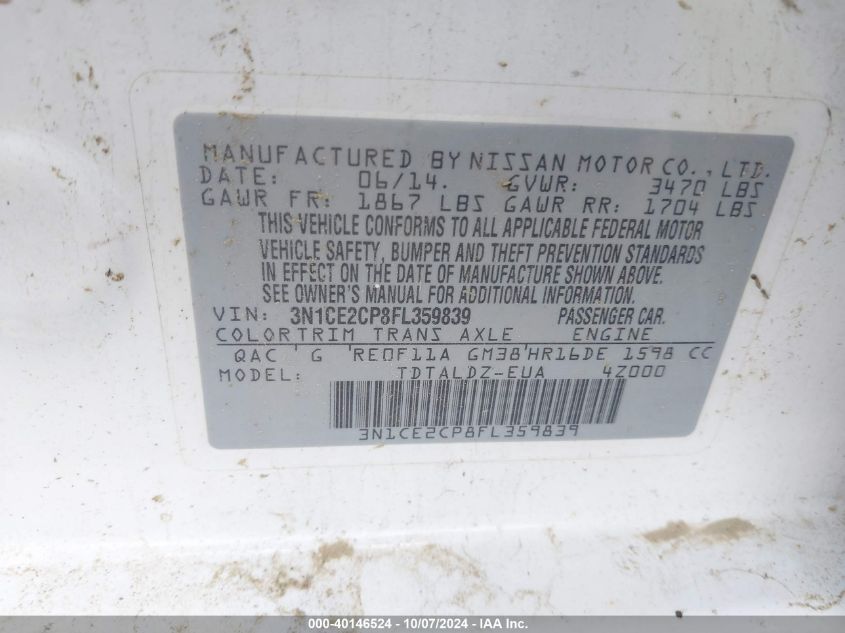 MANUFACTURED BY NISSAN MOTOR CO., LTD.
DATE: 06/14. GVWR: 3470 LBS
GAWR FR: 1867 LBS GAWR RR: 1704 LBS
THIS VEHICLE CONFORMS TO ALL APPLICABLE FEDERAL MOTOR
VEHICLE SAFETY, BUMPER AND THEFT PREVENTION STANDARDS
IN EFFECT ON THE DATE OF MANUFACTURE SHOWN ABOVE.
SEE OWNER'S MANUAL FOR ADDITIONAL INFORMATION.
VIN: 3N1CE2CP8FL359839 PASSENGER CAR.
COLOR TRIM TRANS AXLE ENGINE
QAC G RE0F11A GM38 HR16DE 1598 CC
MODEL: TDTALDZ-EUA 4Z000
3N1CE2CP8FL359839
000-40146524 - 10/07/2024 - IAA Inc.